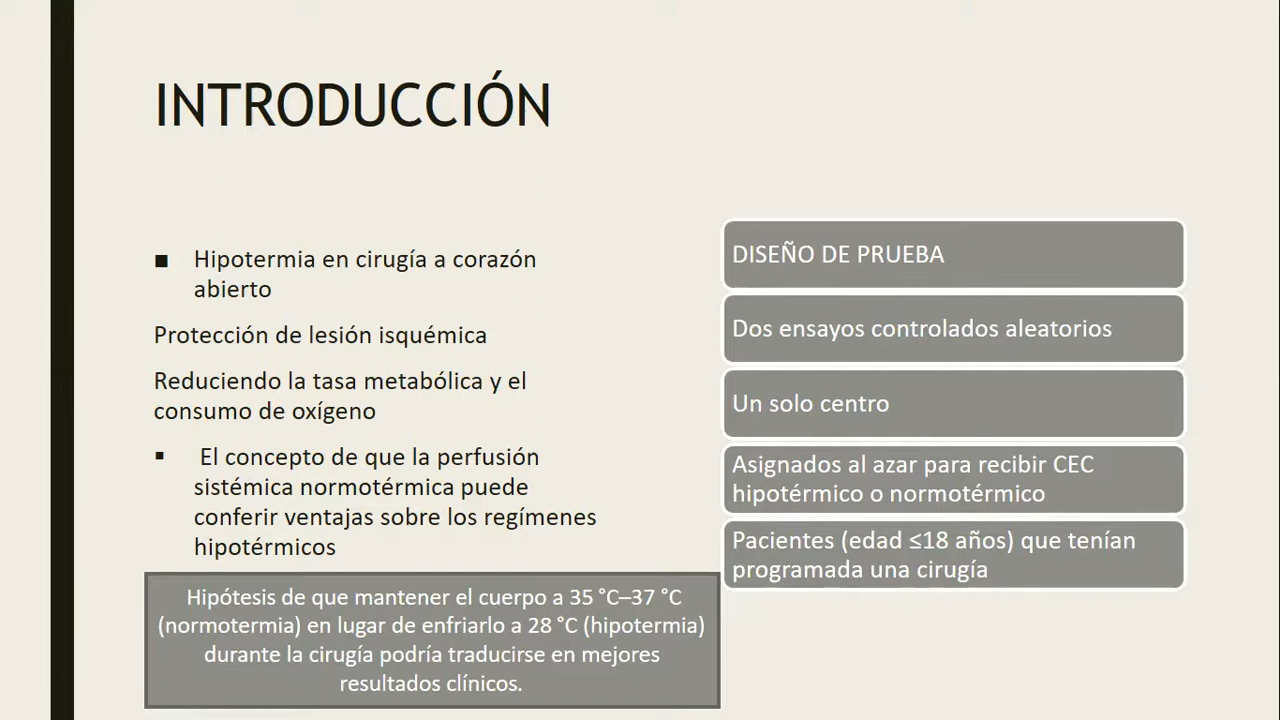 INTRODUCCIÓN
■ Hipotermia en cirugía a corazón
abierto
Protección de lesión isquémica
Reduciendo la tasa metabólica y el
consumo de oxígeno
▪ El concepto de que la perfusión
sistémica normotérmica puede
conferir ventajas sobre los regímenes
hipotérmicos
Hipótesis de que mantener el cuerpo a 35 °C–37 °C
(normotermia) en lugar de enfriarlo a 28 °C (hipotermia)
durante la cirugía podría traducirse en mejores
resultados clínicos.
DISEÑO DE PRUEBA
Dos ensayos controlados aleatorios
Un solo centro
Asignados al azar para recibir CEC
hipotérmico o normotérmico
Pacientes (edad ≤18 años) que tenían
programada una cirugía